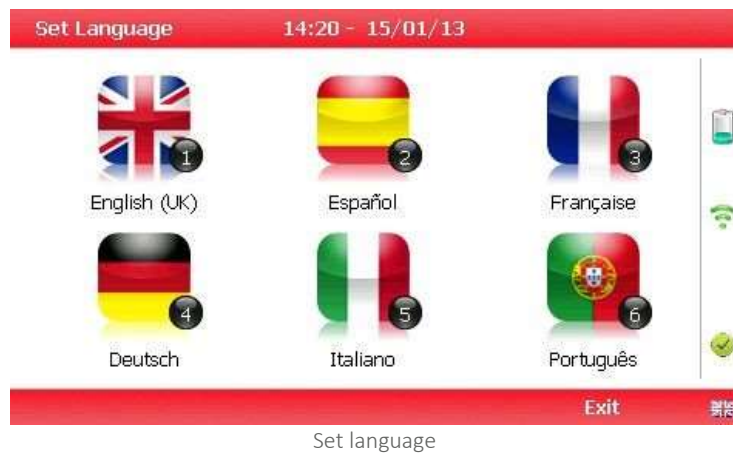 Set Language 14:20 - 15/01/13
1 2 3
English (UK) Español Française
4 5 6
Deutsch Italiano Português
Exit
Set language